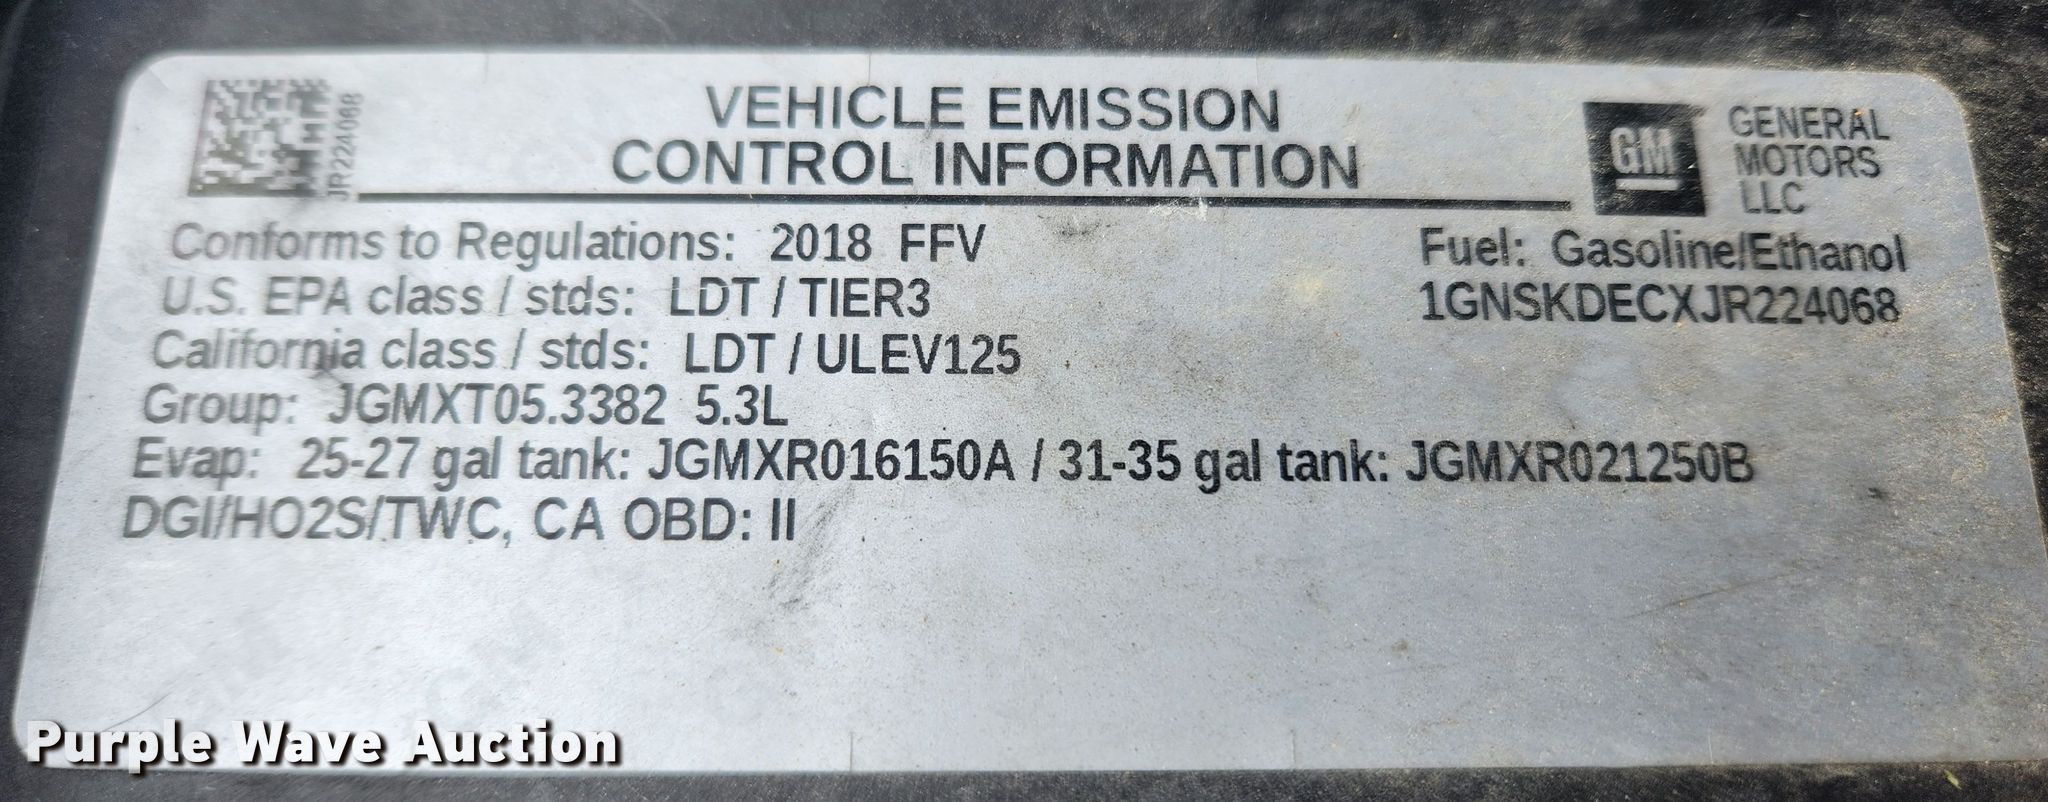 JR224068
VEHICLE EMISSION
CONTROL INFORMATION
GM
GENERAL
MOTORS
LLC
Conforms to Regulations: 2018 FFV
Fuel: Gasoline/Ethanol
U.S. EPA class / stds: LDT / TIER3
1GNSKDECXJR224068
California class / stds: LDT / ULEV125
Group: JGMXT05.3382 5.3L
Evap: 25-27 gal tank: JGMXR016150A / 31-35 gal tank: JGMXR021250B
DGI/HO2S/TWC, CA OBD: II
Purple Wave Auction